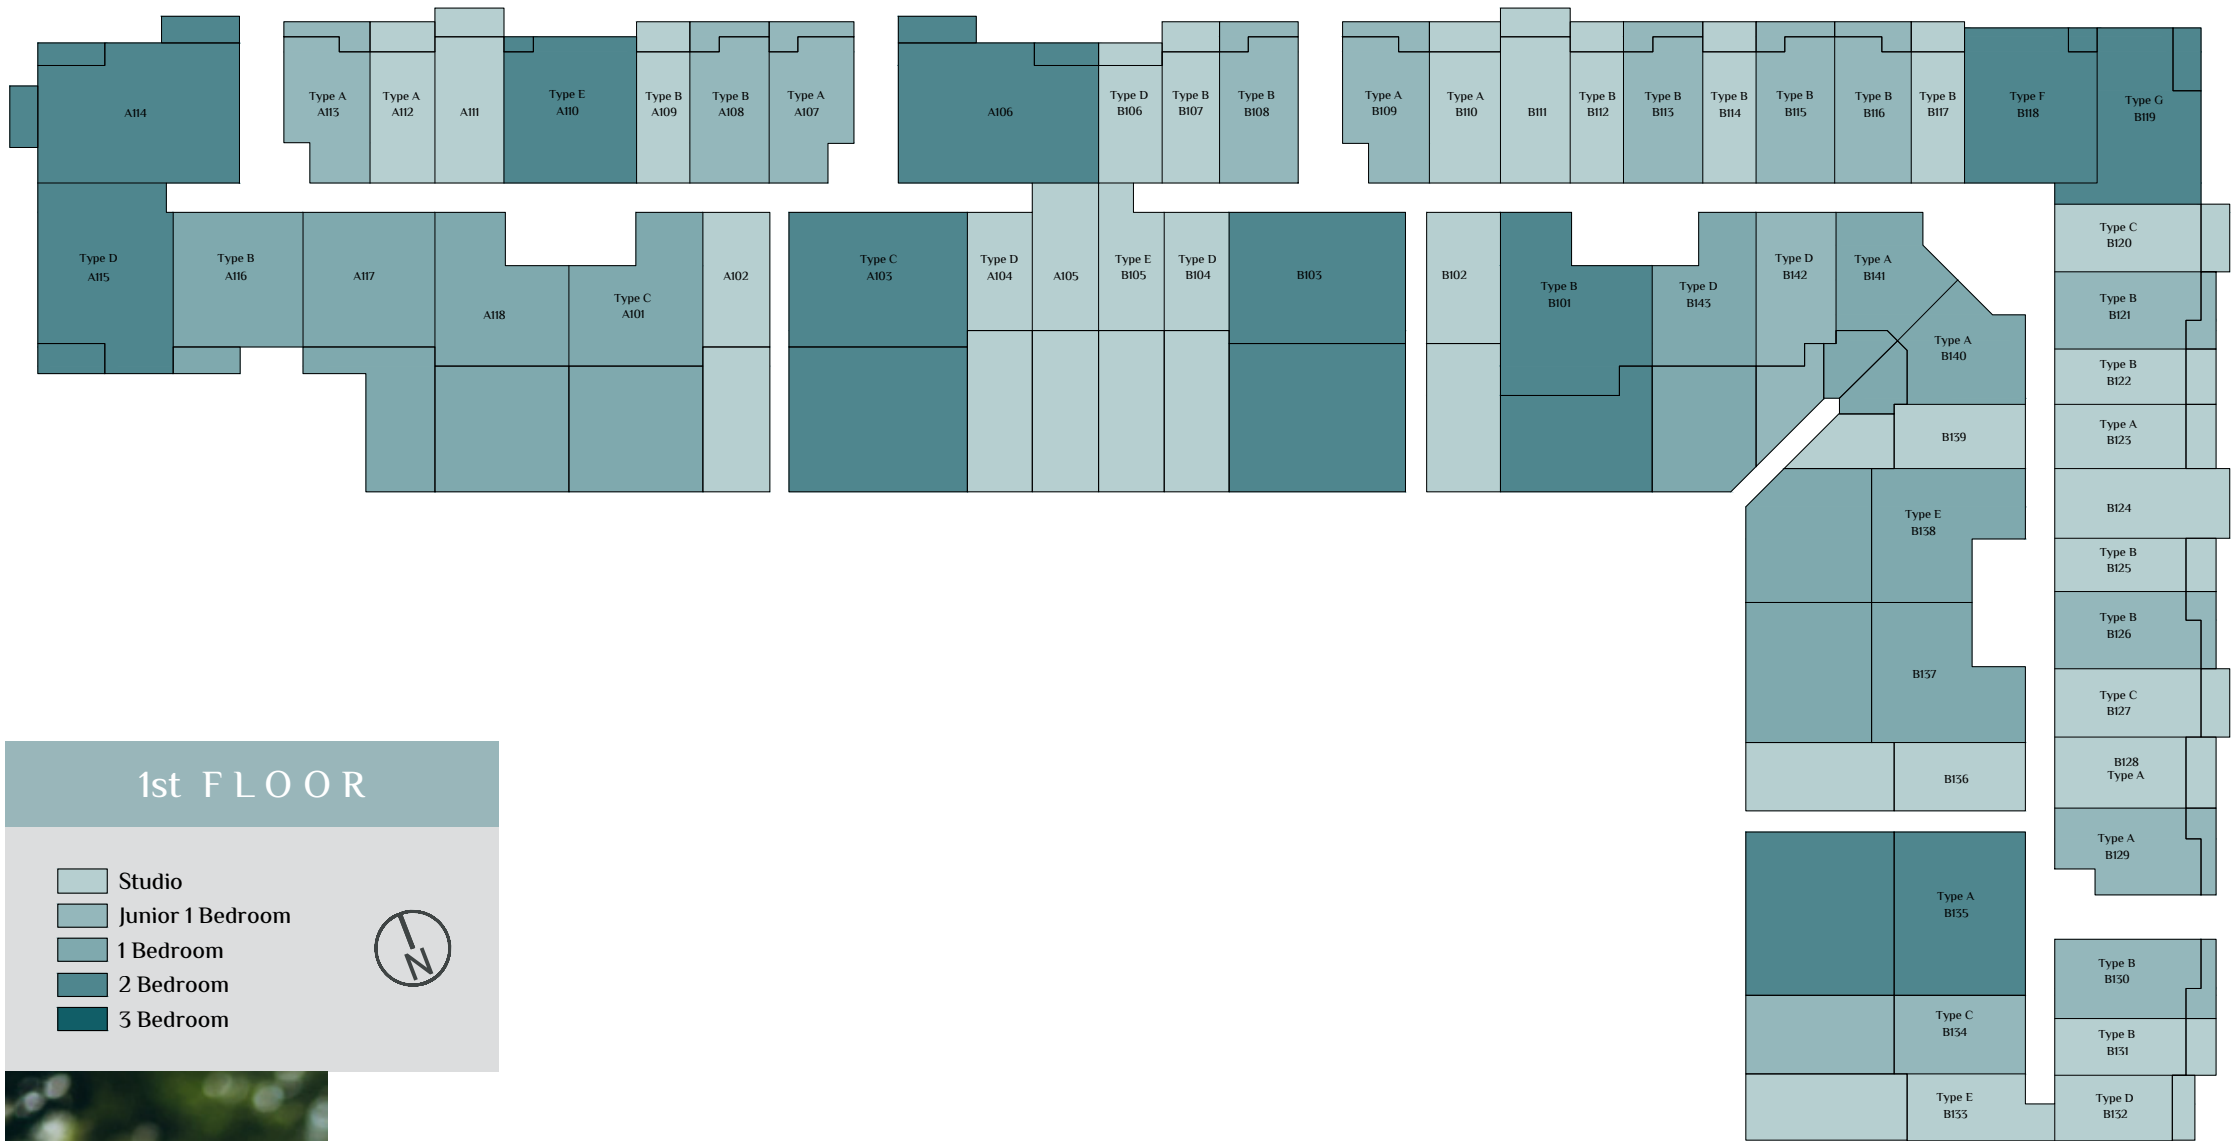 A114
Type A
A113
Type A
A112
A111
Type E
A110
Type B
A109
Type B
A108
Type A
A107
A106
Type D
B106
Type B
B107
Type B
B108
Type A
B109
Type A
B110
B111
Type B
B112
Type B
B113
Type B
B114
Type B
B115
Type B
B116
Type B
B117
Type F
B118
Type G
B119
Type D
A115
Type B
A116
A117
A118
Type C
A101
A102
Type C
A103
Type D
A104
A105
Type E
B105
Type D
B104
B103
B102
Type B
B101
Type D
B143
Type D
B142
Type A
B141
Type A
B140
B139
Type E
B138
B137
B136
Type A
B135
Type C
B134
Type E
B133
Type C
B120
Type B
B121
Type B
B122
Type A
B123
B124
Type B
B125
Type B
B126
Type C
B127
B128
Type A
Type A
B129
Type B
B130
Type B
B131
Type D
B132
1st FLOOR
Studio
Junior 1 Bedroom
1 Bedroom
2 Bedroom
3 Bedroom
N